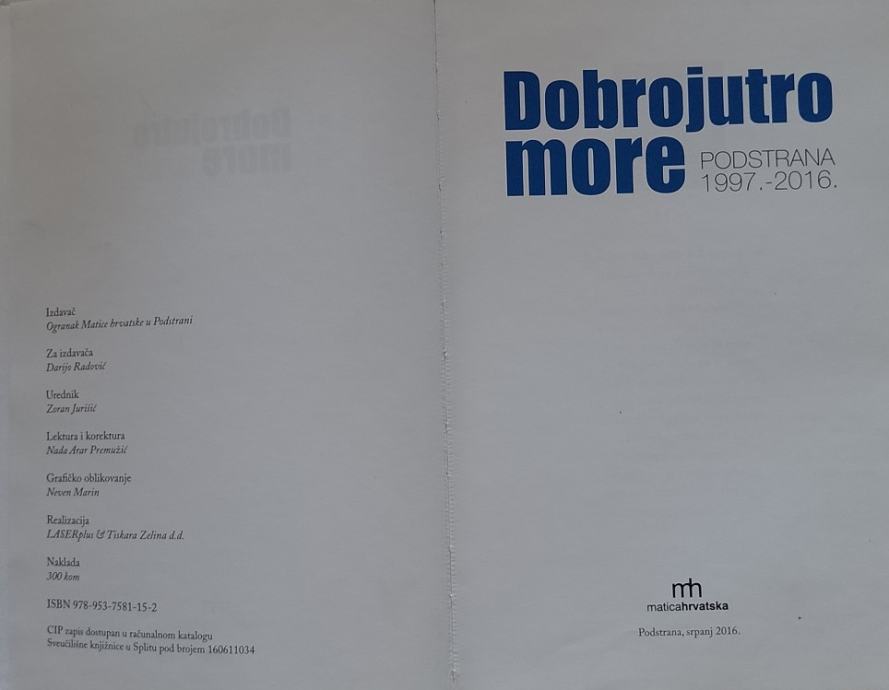 Izdavač
Ogranak Matice hrvatske u Podstrani
Za izdavača
Darijo Radović
Urednik
Zoran Jurišić
Lektura i korektura
Nada Arar Premužić
Grafičko oblikovanje
Neven Marin
Realizacija
LASERplus & Tiskara Zelina d.d.
Naklada
300 kom
ISBN 978-953-7581-15-2
CIP zapis dostupan u računalnom katalogu
Sveučilišne knjižnice u Splitu pod brojem 160611034
Dobrojutro
more
PODSTRANA
1997.-2016.
mh
maticahrvatska
Podstrana, srpanj 2016.